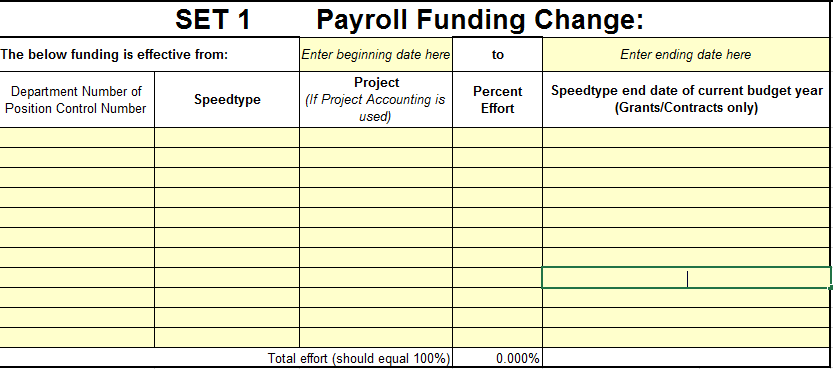 SET 1 Payroll Funding Change:
The below funding is effective from: Enter beginning date here to Enter ending date here
Department Number of
Position Control Number
Speedtype
Project
(If Project Accounting is
used)
Percent
Effort
Speedtype end date of current budget year
(Grants/Contracts only)
Total effort (should equal 100%) 0.000%